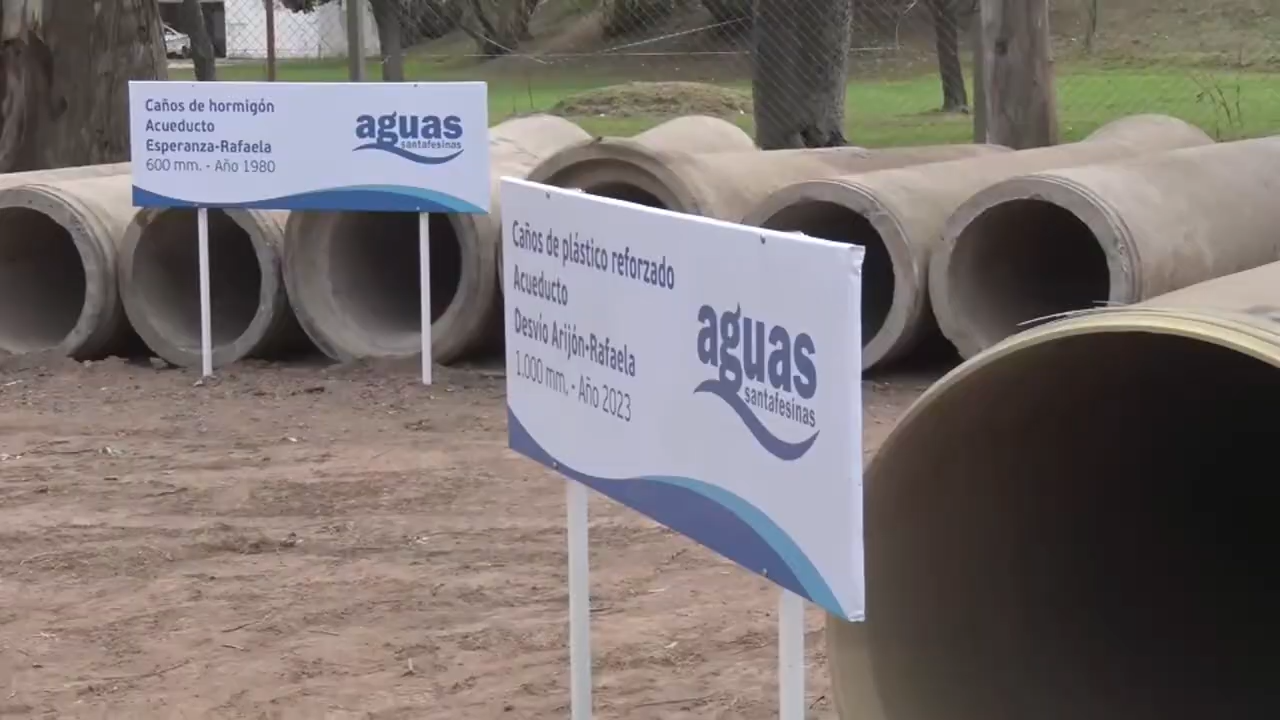 Caños de hormigón
Acueducto
Esperanza-Rafaela
600 mm. - Año 1980
aguas
santafesinas
Caños de plástico reforzado
Acueducto
Desvío Arijón-Rafaela
1.000 mm. - Año 2023
aguas
santafesinas